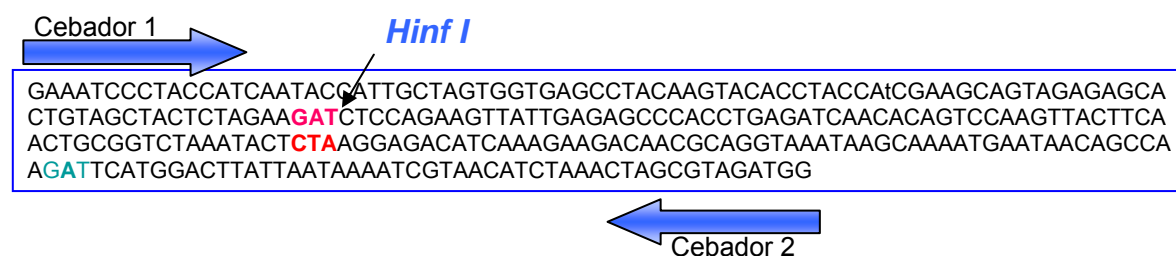 Cebador 1
Hinf I
GAAATCCCTACCATCAATACCATTGCTAGTGGTGAGCCTACAAGTACACCTACCAtCGAAGCAGTAGAGAGCA
CTGTAGCTACTCTAGAAGATCTCCAGAAGTTATTGAGAGCCCACCTGAGATCAACACAGTCCAAGTTACTTCA
ACTGCGGTCTAAATACTCTAAGGAGACATCAAAGAAGACAACGCAGGTAAATAAGCAAAATGAATAACAGCCA
AGATTCATGGACTTATTAATAAAATCGTAACATCTAAACTAGCGTAGATGG
Cebador 2